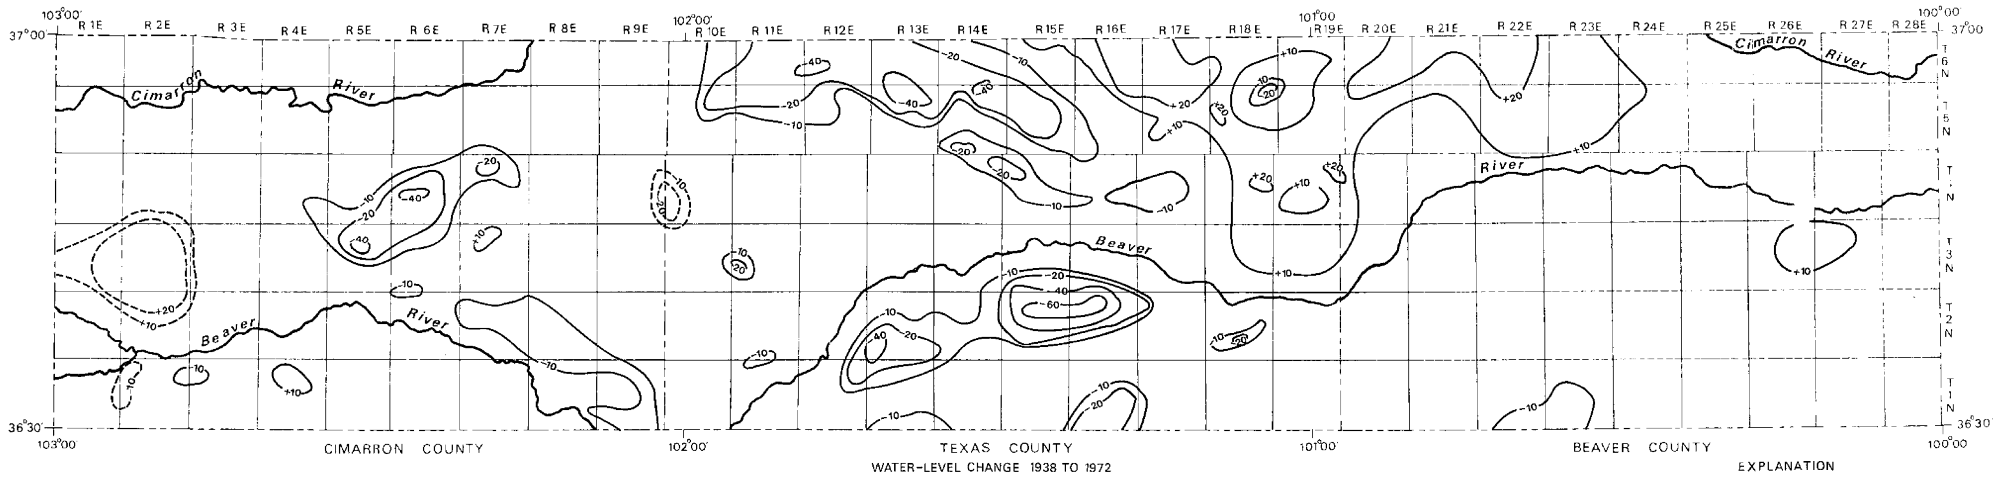 103°00' 102°00' 101°00' 100°00'
37°00' R 1E R 2E R 3E R 4E R 5E R 6E R 7E R 8E R 9E R 10E R 11E R 12E R 13E R 14E R 15E R 16E R 17E R 18E R 19E R 20E R 21E R 22E R 23E R 24E R 25E R 26E R 27E R 28E 37°00'
Cimarron River
Cimarron River
T 6 N
-40 -20 -10 -40 -40 +10 -10 -20
-20 -10 +20 +20 +10 +20
T 5 N
-20 -20 +10
River
-20 -10 -40 -20 -10 -20 -20 -10 -10 +20 +10 +20
T N
-40 +10
Beaver
-10 -20 +10 +10
T 3 N
-10 -10 -20 -40 -60
+20 +10
Beaver River
-10 -20 -40 -10 -20
T 2 N
-10 -10 -10 +10 -10
-10 -10 -20 -10
T 1 N
36°30' 36°30'
103°00' CIMARRON COUNTY 102°00' TEXAS COUNTY 101°00' BEAVER COUNTY 100°00'
WATER-LEVEL CHANGE 1938 TO 1972 EXPLANATION